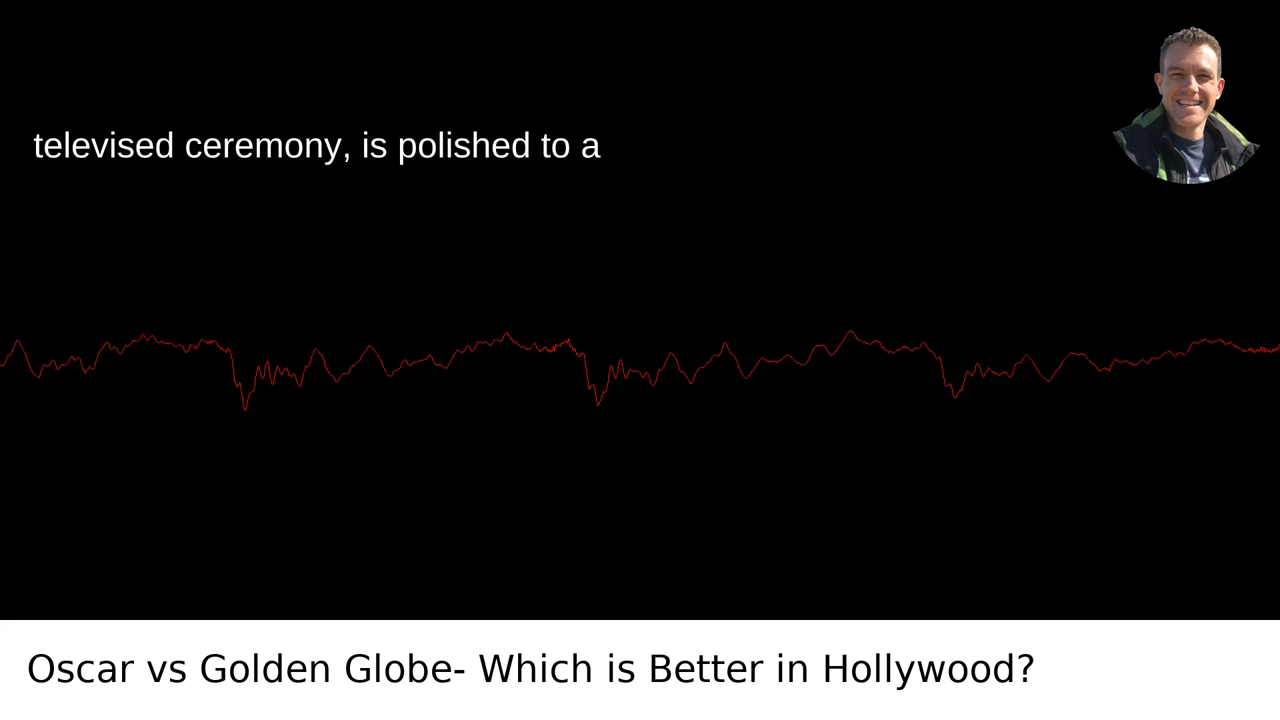 televised ceremony, is polished to a
Oscar vs Golden Globe- Which is Better in Hollywood?